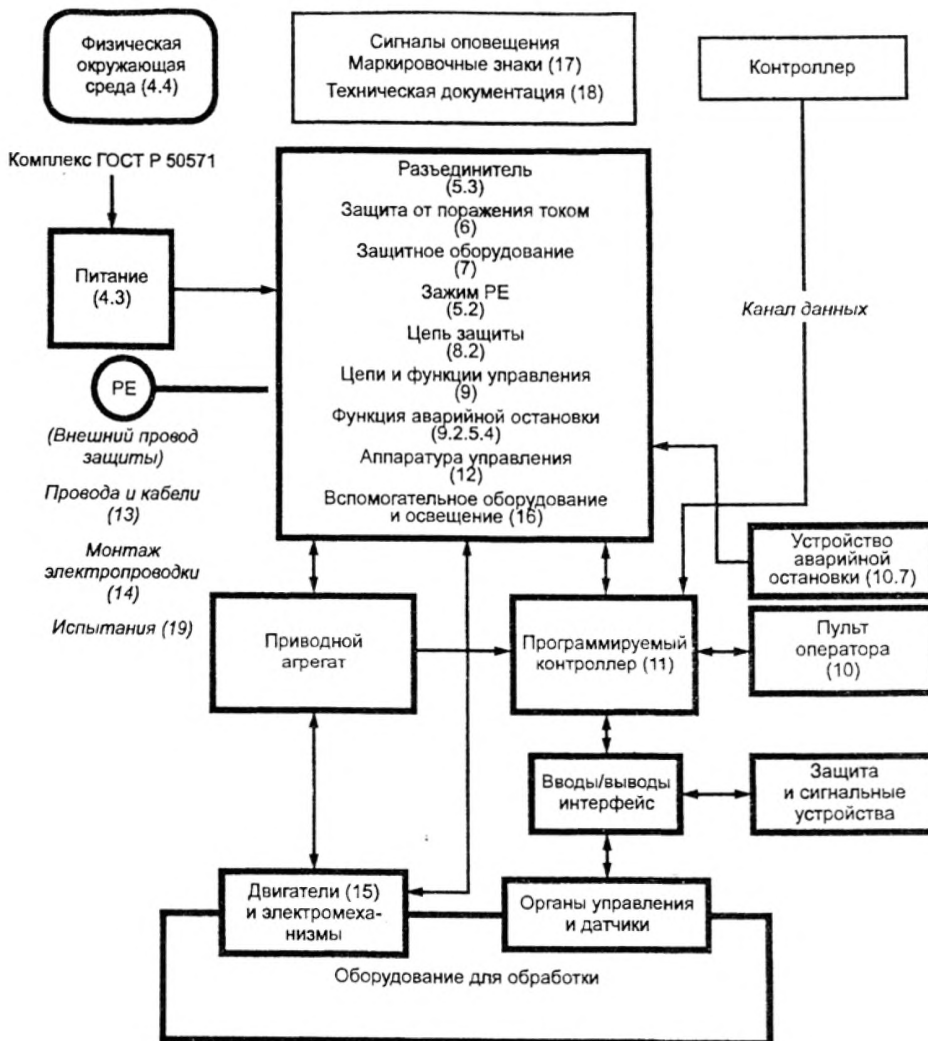 Физическая
окружающая
среда (4.4)
Сигналы оповещения
Маркировочные знаки (17)
Техническая документация (18)
Контроллер
Комплекс ГОСТ Р 50571
Питание
(4.3)
PE
(Внешний провод
защиты)
Провода и кабели
(13)
Монтаж
электропроводки
(14)
Испытания (19)
Разъединитель
(5.3)
Защита от поражения током
(6)
Защитное оборудование
(7)
Зажим PE
(5.2)
Цепь защиты
(8.2)
Цепи и функции управления
(9)
Функция аварийной остановки
(9.2.5.4)
Аппаратура управления
(12)
Вспомогательное оборудование
и освещение (16)
Канал данных
Устройство
аварийной
остановки (10.7)
Приводной
агрегат
Программируемый
контроллер (11)
Пульт
оператора
(10)
Вводы/выводы
интерфейс
Защита
и сигнальные
устройства
Двигатели (15)
и электромеха-
низмы
Органы управления
и датчики
Оборудование для обработки